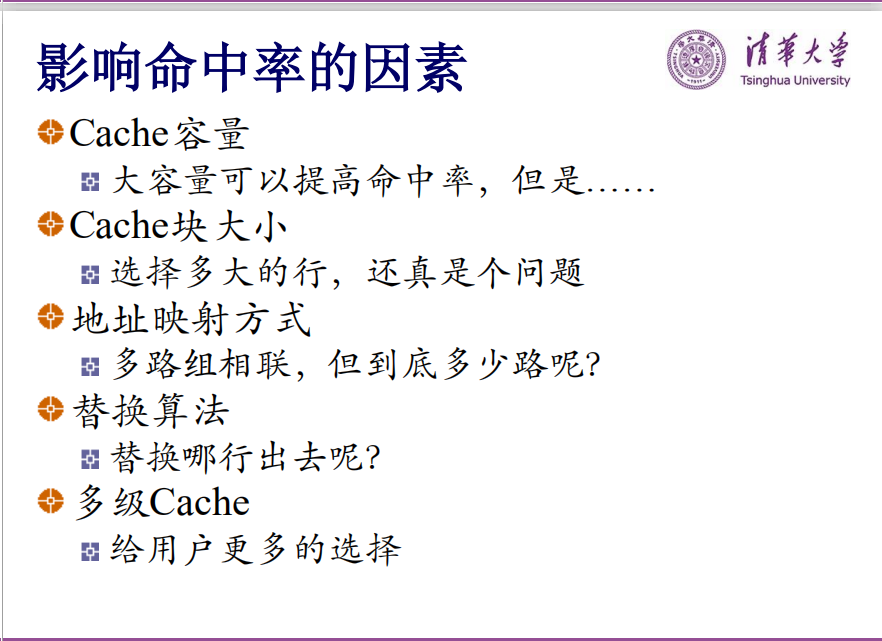 影响命中率的因素
清华大学
Tsinghua University
Cache容量
大容量可以提高命中率，但是……
Cache块大小
选择多大的行，还真是个问题
地址映射方式
多路组相联，但到底多少路呢？
替换算法
替换哪行出去呢？
多级Cache
给用户更多的选择